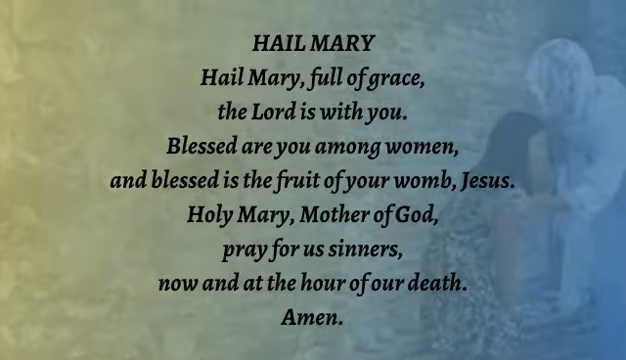 HAIL MARY
Hail Mary, full of grace,
the Lord is with you.
Blessed are you among women,
and blessed is the fruit of your womb, Jesus.
Holy Mary, Mother of God,
pray for us sinners,
now and at the hour of our death.
Amen.